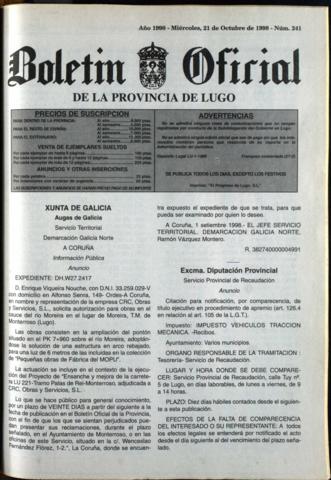 Año 1998 - Miércoles, 21 de Octubre de 1998 - Núm. 241
Boletin Oficial
DE LA PROVINCIA DE LUGO
PRECIOS DE SUSCRIPCION
PARA DENTRO DE LA PROVINCIA:
PARA EL RESTO DE ESPAÑA:
PARA EL EXTRANJERO:
VENTA DE EJEMPLARES SUELTOS
ANUNCIOS Y OTRAS INSERCIONES
ADVERTENCIAS
SE PUBLICA TODOS LOS DIAS, EXCEPTO LOS FESTIVOS
Imprime: "El Progreso de Lugo, S.L."
XUNTA DE GALICIA
Augas de Galicia
Servicio Territorial
Demarcación Galicia Norte
A CORUÑA
Información Pública
Anuncio
EXPEDIENTE: DH.W27.2417
D. Enrique Viqueira Nouche, con D.N.I. 33.259.029-V
con domicilio en Alfonso Senra, 149- Ordes-A Coruña,
en nombre y representación de la empresa CRC, Obras
y Servicios, S.L., solicita autorización para obras en el
cauce del río Moreira en el lugar de Moreira, T.M. de
Monterroso (Lugo).
Las obras consisten en la ampliación del pontón
situado en el PK 7+960 sobre el río Moreira, adoptán-
dose la solución de una estructura en arco rebajado,
para una luz de 6 metros de las incluidas en la colección
de "Pequeñas obras de Fábrica del MOPU".
La actuación se incluye en el contexto de la ejecu-
ción del Proyecto de "Ensanche y mejora de la carrete-
ra LU 221-Tramo Palas de Rei-Monterroso, adjudicada a
CRC, Obras y Servicios, S.L.
Lo que se hace público para general conocimiento,
por un plazo de VEINTE DIAS a partir del siguiente a la
fecha de publicación en el Boletín Oficial de la Provincia,
con el fin de que los que se sientan perjudicados pue-
dan presentar sus reclamaciones, durante el plazo
señalado, en el Ayuntamiento de Monterroso, o en las
oficinas de este Servicio, situado en la c/. Wenceslao
Fernández Flórez, 1-2.º, La Coruña, donde se encuen-
tra expuesto el expediente de que se trata, para que
pueda ser examinado por quien lo desee.
A Coruña, 1 setiembre 1998.- EL JEFE SERVICIO
TERRITORIAL.- DEMARCACION GALICIA NORTE,
Ramón Vázquez Montero.
R. 362740000004991
Excma. Diputación Provincial
Servicio Provincial de Recaudación
Anuncio
Citación para notificación, por comparecencia, de
título ejecutivo en procedimiento de apremio (art. 126.4
en relación al art. 105 de la L.G.T.).
Impuesto: IMPUESTO VEHICULOS TRACCION
MECANICA -Recibos.
Ayuntamiento: Varios municipios.
ORGANO RESPONSABLE DE LA TRAMITACION:
Tesorería- Servicio de Recaudación.
LUGAR Y HORA DONDE SE DEBE COMPARE-
CER: Servicio Provincial de Recaudación, calle Tuy nº.
5 de Lugo, en días laborables, de lunes a viernes, de 9
a 14 horas.
PLAZO: Diez días hábiles contados desde el siguien-
te a esta publicación.
EFECTOS DE LA FALTA DE COMPARECENCIA
DEL INTERESADO O SU REPRESENTANTE: A todos
los efectos legales se entenderá por notificado el acto
desde el día siguiente al del vencimiento del plazo seña-
lado.